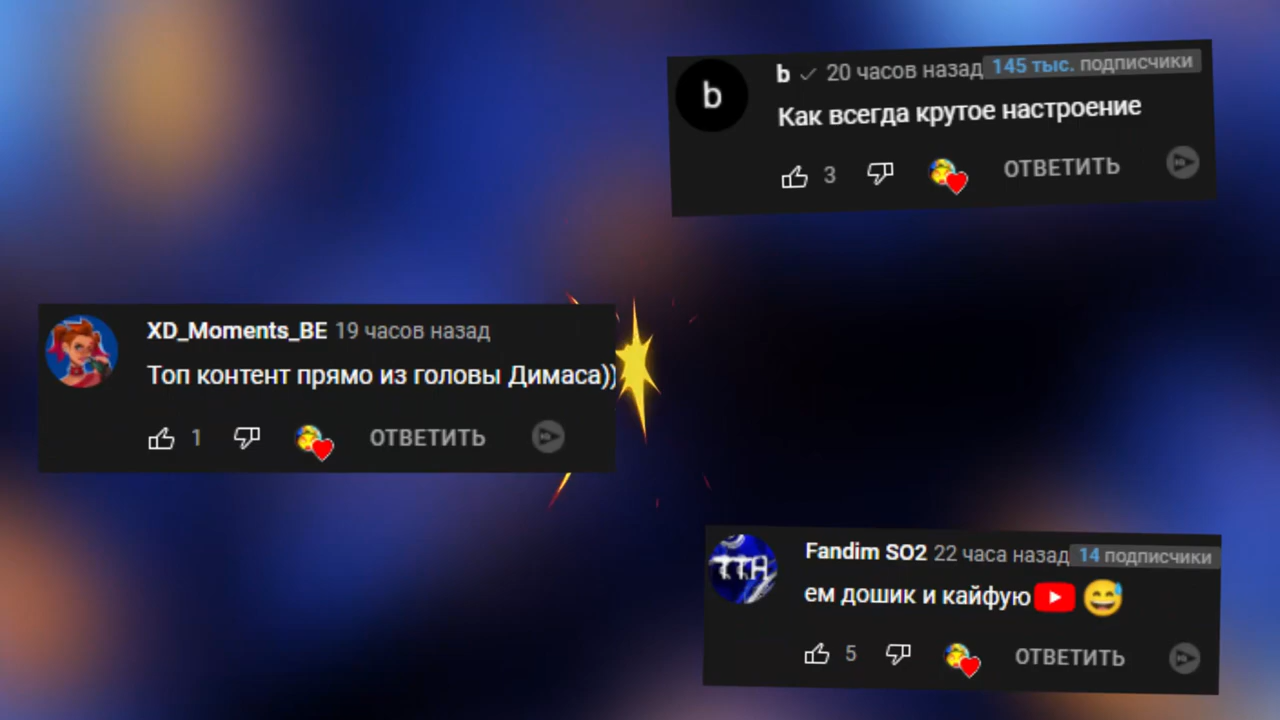 b 20 часов назад 145 тыс. подписчики
b
Как всегда крутое настроение
3 ОТВЕТИТЬ
XD_Moments_BE 19 часов назад
Топ контент прямо из головы Димаса))
1 ОТВЕТИТЬ
Fandim SO2 22 часа назад 14 подписчики
TTA
ем дошик и кайфую
5 ОТВЕТИТЬ